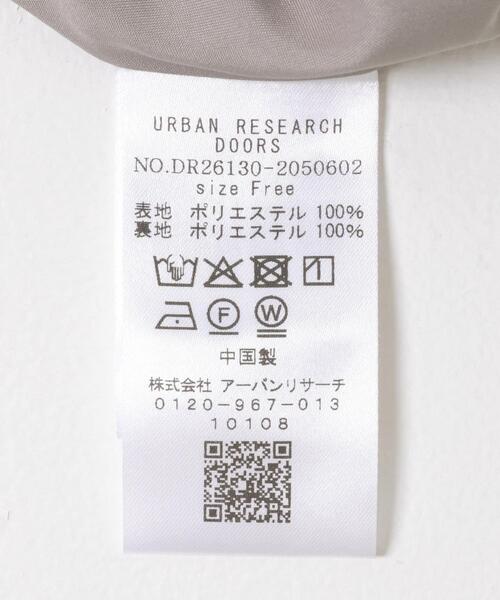 URBAN RESEARCH
DOORS
NO.DR26130-2050602
size Free
表地 ポリエステル 100%
裏地 ポリエステル 100%
F W
中国製
株式会社 アーバンリサーチ
0120-967-013
10108